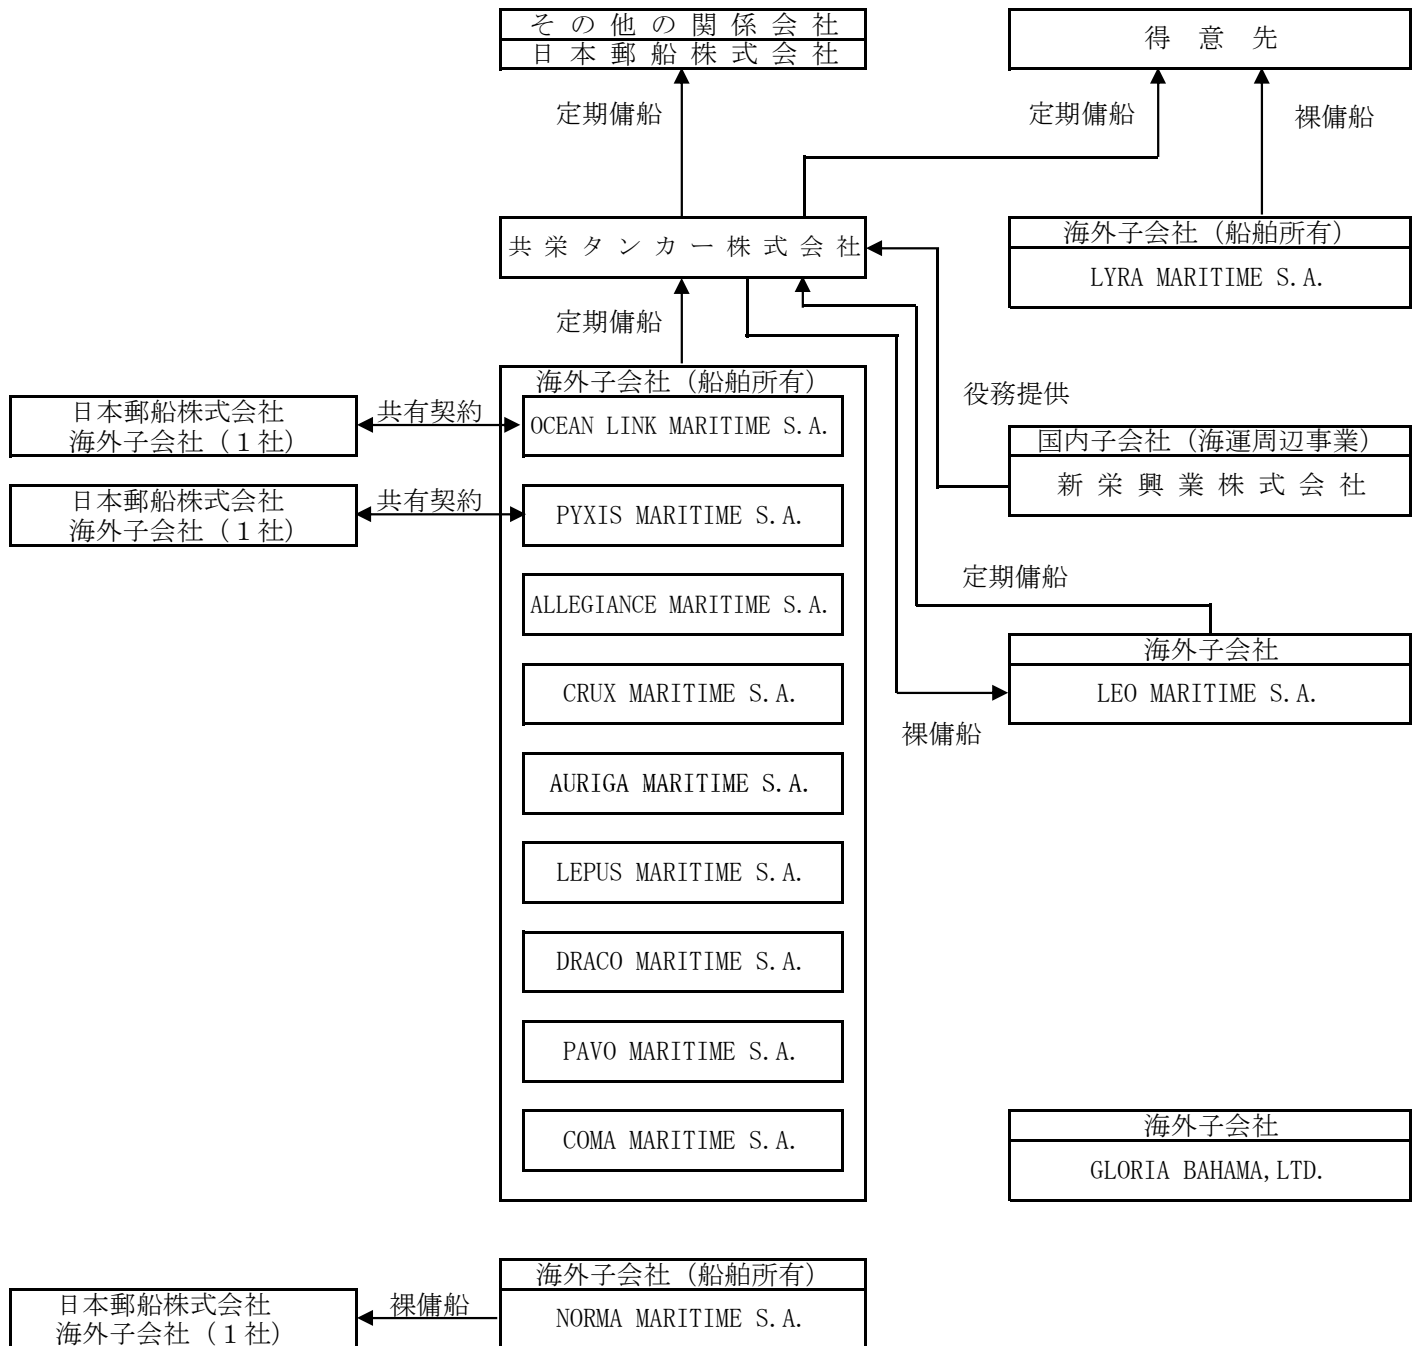 その他の関係会社
日本郵船株式会社
得意先
定期傭船
定期傭船
裸傭船
共栄タンカー株式会社
海外子会社（船舶所有）
LYRA MARITIME S.A.
定期傭船
海外子会社（船舶所有）
役務提供
日本郵船株式会社
海外子会社（１社）
共有契約
OCEAN LINK MARITIME S.A.
国内子会社（海運周辺事業）
新栄興業株式会社
日本郵船株式会社
海外子会社（１社）
共有契約
PYXIS MARITIME S.A.
定期傭船
ALLEGIANCE MARITIME S.A.
海外子会社
LEO MARITIME S.A.
CRUX MARITIME S.A.
裸傭船
AURIGA MARITIME S.A.
LEPUS MARITIME S.A.
DRACO MARITIME S.A.
PAVO MARITIME S.A.
COMA MARITIME S.A.
海外子会社
GLORIA BAHAMA,LTD.
海外子会社（船舶所有）
NORMA MARITIME S.A.
裸傭船
日本郵船株式会社
海外子会社（１社）